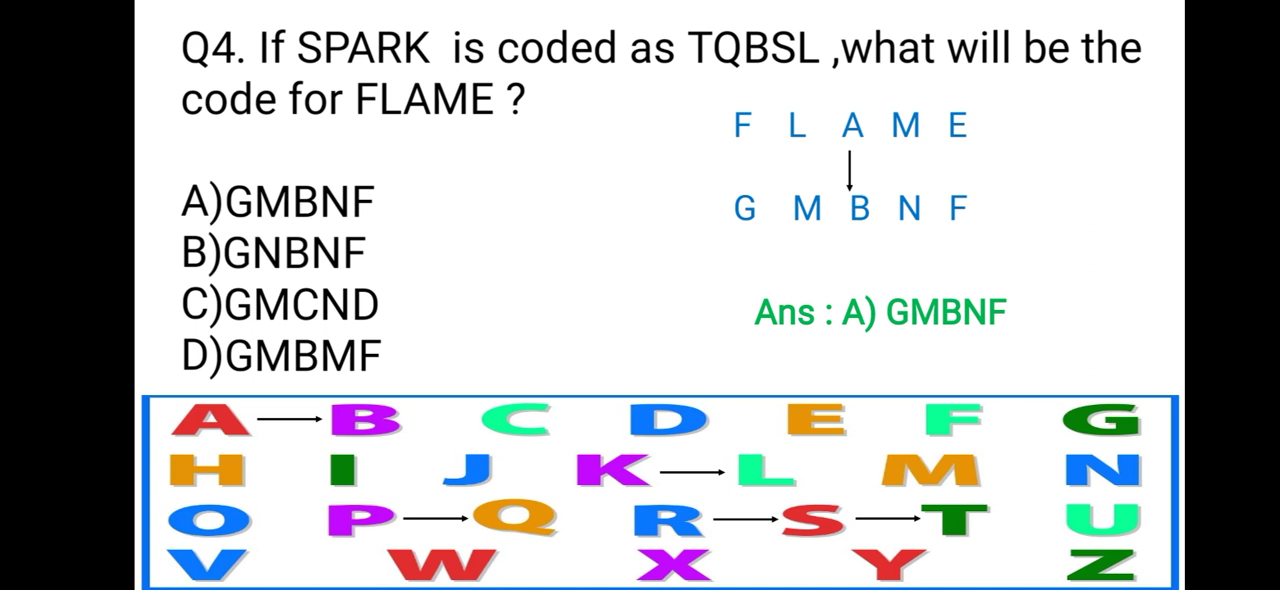 Q4. If SPARK is coded as TQBSL ,what will be the
code for FLAME ?
F L A M E
G M B N F
A)GMBNF
B)GNBNF
C)GMCND
D)GMBMF
Ans : A) GMBNF
A B C D E F G
H I J K L M N
O P Q R S T U
V W X Y Z